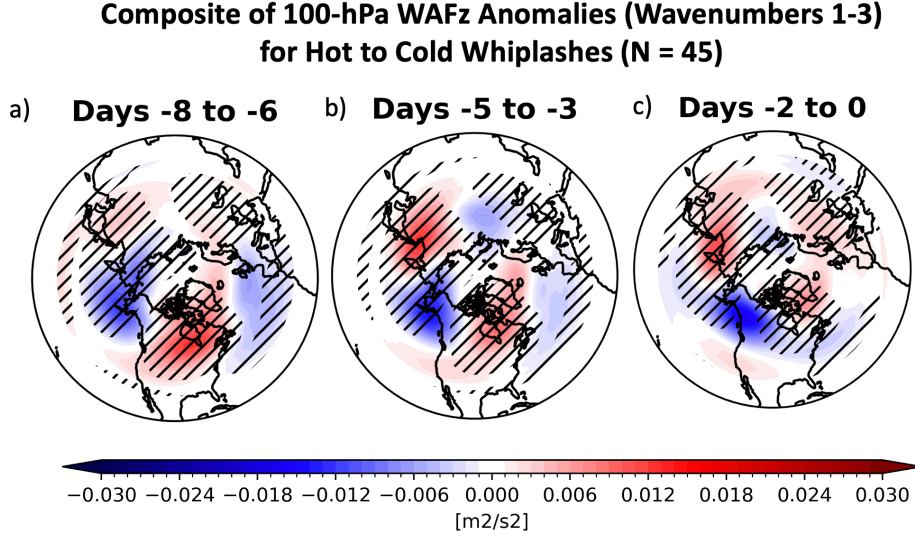 Composite of 100-hPa WAFz Anomalies (Wavenumbers 1-3)
for Hot to Cold Whiplashes (N = 45)
a) Days -8 to -6
b) Days -5 to -3
c) Days -2 to 0
−0.030 −0.024 −0.018 −0.012 −0.006 0.000 0.006 0.012 0.018 0.024 0.030
[m2/s2]